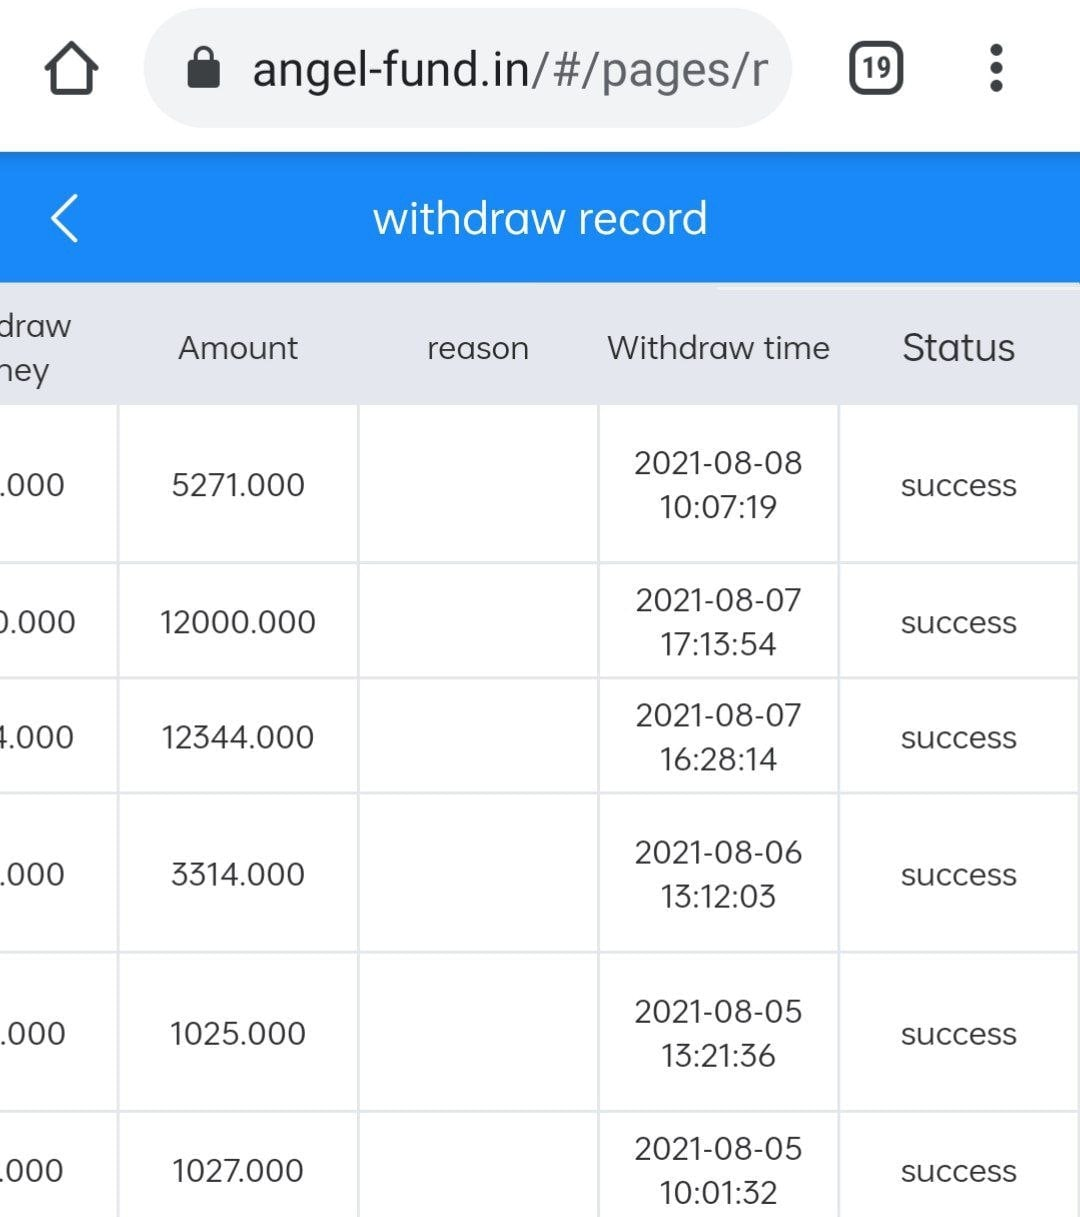 angel-fund.in/#/pages/r
19
withdraw record
draw
ney
Amount
reason
Withdraw time
Status
.000
5271.000
2021-08-08
10:07:19
success
0.000
12000.000
2021-08-07
17:13:54
success
4.000
12344.000
2021-08-07
16:28:14
success
.000
3314.000
2021-08-06
13:12:03
success
.000
1025.000
2021-08-05
13:21:36
success
.000
1027.000
2021-08-05
10:01:32
success